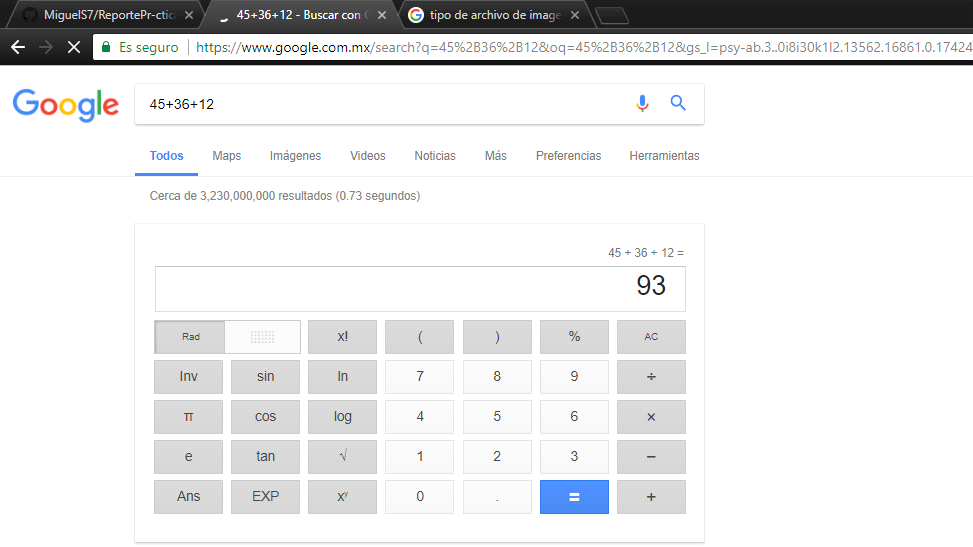 MiguelS7/ReportePr-ctic
45+36+12 - Buscar con
tipo de archivo de image
Es seguro
https://www.google.com.mx/search?q=45%2B36%2B12&oq=45%2B36%2B12&gs_l=psy-ab.3..0i8i30k1l2.13562.16861.0.17424
Google
45+36+12
Todos Maps Imágenes Videos Noticias Más Preferencias Herramientas
Cerca de 3,230,000,000 resultados (0.73 segundos)
45 + 36 + 12 =
93
Rad x! ( ) % AC
Inv sin ln 7 8 9 ÷
π cos log 4 5 6 ×
e tan √ 1 2 3 −
Ans EXP xʸ 0 . = +